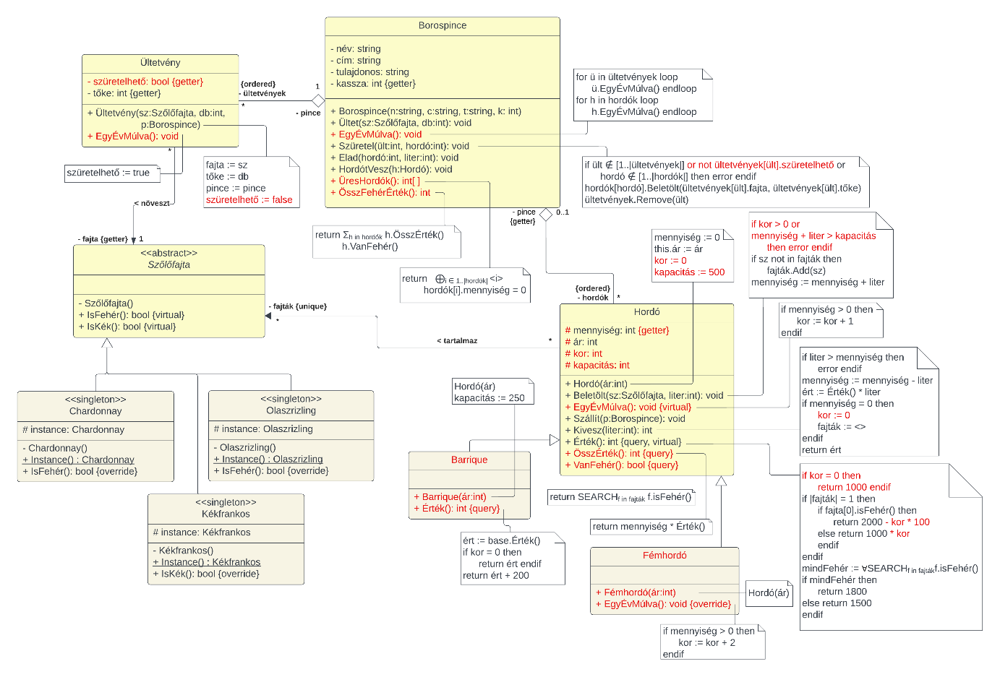 Borospince
- név: string
- cím: string
- tulajdonos: string
- kassza: int {getter}
+ Borospince(n:string, c:string, t:string, k: int)
+ Ültet(sz:Szőlőfajta, db:int): void
+ EgyÉvMúlva(): void
+ Szüretel(ült:int, hordó:int): void
+ Elad(hordó:int, liter:int): void
+ HordótVesz(h:Hordó): void
+ ÜresHordók(): int[ ]
+ ÖsszFehérÉrték(): int
Ültetvény
- szüretelhető: bool {getter}
- tőke: int {getter}
+ Ültetvény(sz:Szőlőfajta, db:int,
p:Borospince)
+ EgyÉvMúlva(): void
{ordered}
- ültetvények
*
1
- pince
for ü in ültetvények loop
ü.EgyÉvMúlva() endloop
for h in hordók loop
h.EgyÉvMúlva() endloop
*
szüretelhető := true
fajta := sz
tőke := db
pince := pince
szüretelhető := false
if ült ∉ [1..|ültetvények|] or not ültetvények[ült].szüretelhető or
hordó ∉ [1..|hordók|] then error endif
hordók[hordó].Beletölt(ültetvények[ült].fajta, ültetvények[ült].tőke)
ültetvények.Remove(ült)
< növeszt
- fajta {getter}
1
- pince
{getter}
0..1
return Σh in hordók h.ÖsszÉrték()
h.VanFehér()
return ⨁i ∈ 1..|hordók| <i>
hordók[i].mennyiség = 0
mennyiség := 0
this.ár := ár
kor := 0
kapacitás := 500
if kor > 0 or
mennyiség + liter > kapacitás
then error endif
if sz not in fajták then
fajták.Add(sz)
mennyiség := mennyiség + liter
<<abstract>>
Szőlőfajta
- Szőlőfajta()
+ IsFehér(): bool {virtual}
+ IsKék(): bool {virtual}
- fajták {unique}
*
< tartalmaz
*
{ordered}
- hordók
*
Hordó
# mennyiség: int {getter}
# ár: int
# kor: int
# kapacitás: int
+ Hordó(ár:int)
+ Beletölt(sz:Szőlőfajta, liter:int): void
+ EgyÉvMúlva(): void {virtual}
+ Szállít(p:Borospince): void
+ Kivesz(liter:int): int
+ Érték(): int {query, virtual}
+ ÖsszÉrték(): int {query}
+ VanFehér(): bool {query}
if mennyiség > 0 then
kor := kor + 1
endif
if liter > mennyiség then
error endif
mennyiség := mennyiség - liter
ért := Érték() * liter
if mennyiség = 0 then
kor := 0
fajták := <>
endif
return ért
<<singleton>>
Chardonnay
# instance: Chardonnay
- Chardonnay()
+ Instance() : Chardonnay
+ IsFehér(): bool {override}
<<singleton>>
Olaszrizling
# instance: Olaszrizling
- Olaszrizling()
+ Instance() : Olaszrizling
+ IsFehér(): bool {override}
<<singleton>>
Kékfrankos
# instance: Kékfrankos
- Kékfrankos()
+ Instance() : Kékfrankos
+ IsKék(): bool {override}
Hordó(ár)
kapacitás := 250
Barrique
+ Barrique(ár:int)
+ Érték(): int {query}
return SEARCHf in fajták f.isFehér()
return mennyiség * Érték()
ért := base.Érték()
if kor = 0 then
return ért endif
return ért + 200
Fémhordó
+ Fémhordó(ár:int)
+ EgyÉvMúlva(): void {override}
Hordó(ár)
if mennyiség > 0 then
kor := kor + 2
endif
if kor = 0 then
return 1000 endif
if |fajták| = 1 then
if fajta[0].isFehér() then
return 2000 - kor * 100
else return 1000 * kor
endif
endif
mindFehér := ∀SEARCHf in fajtákf.isFehér()
if mindFehér then
return 1800
else return 1500
endif